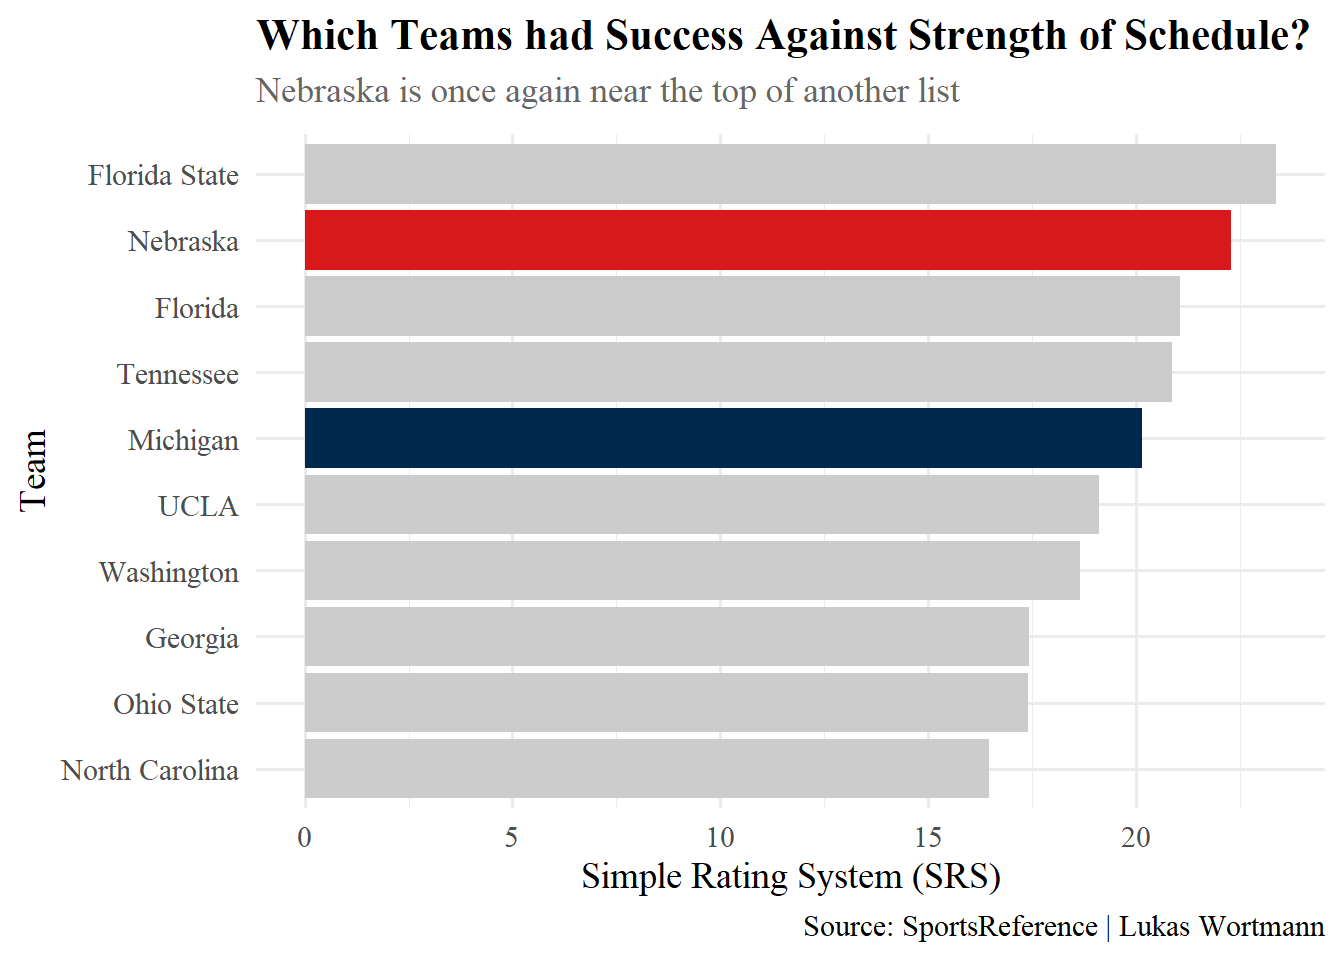 Which Teams had Success Against Strength of Schedule?
Nebraska is once again near the top of another list
Florida State
Nebraska
Florida
Tennessee
Michigan
UCLA
Washington
Georgia
Ohio State
North Carolina
Team
0 5 10 15 20
Simple Rating System (SRS)
Source: SportsReference | Lukas Wortmann